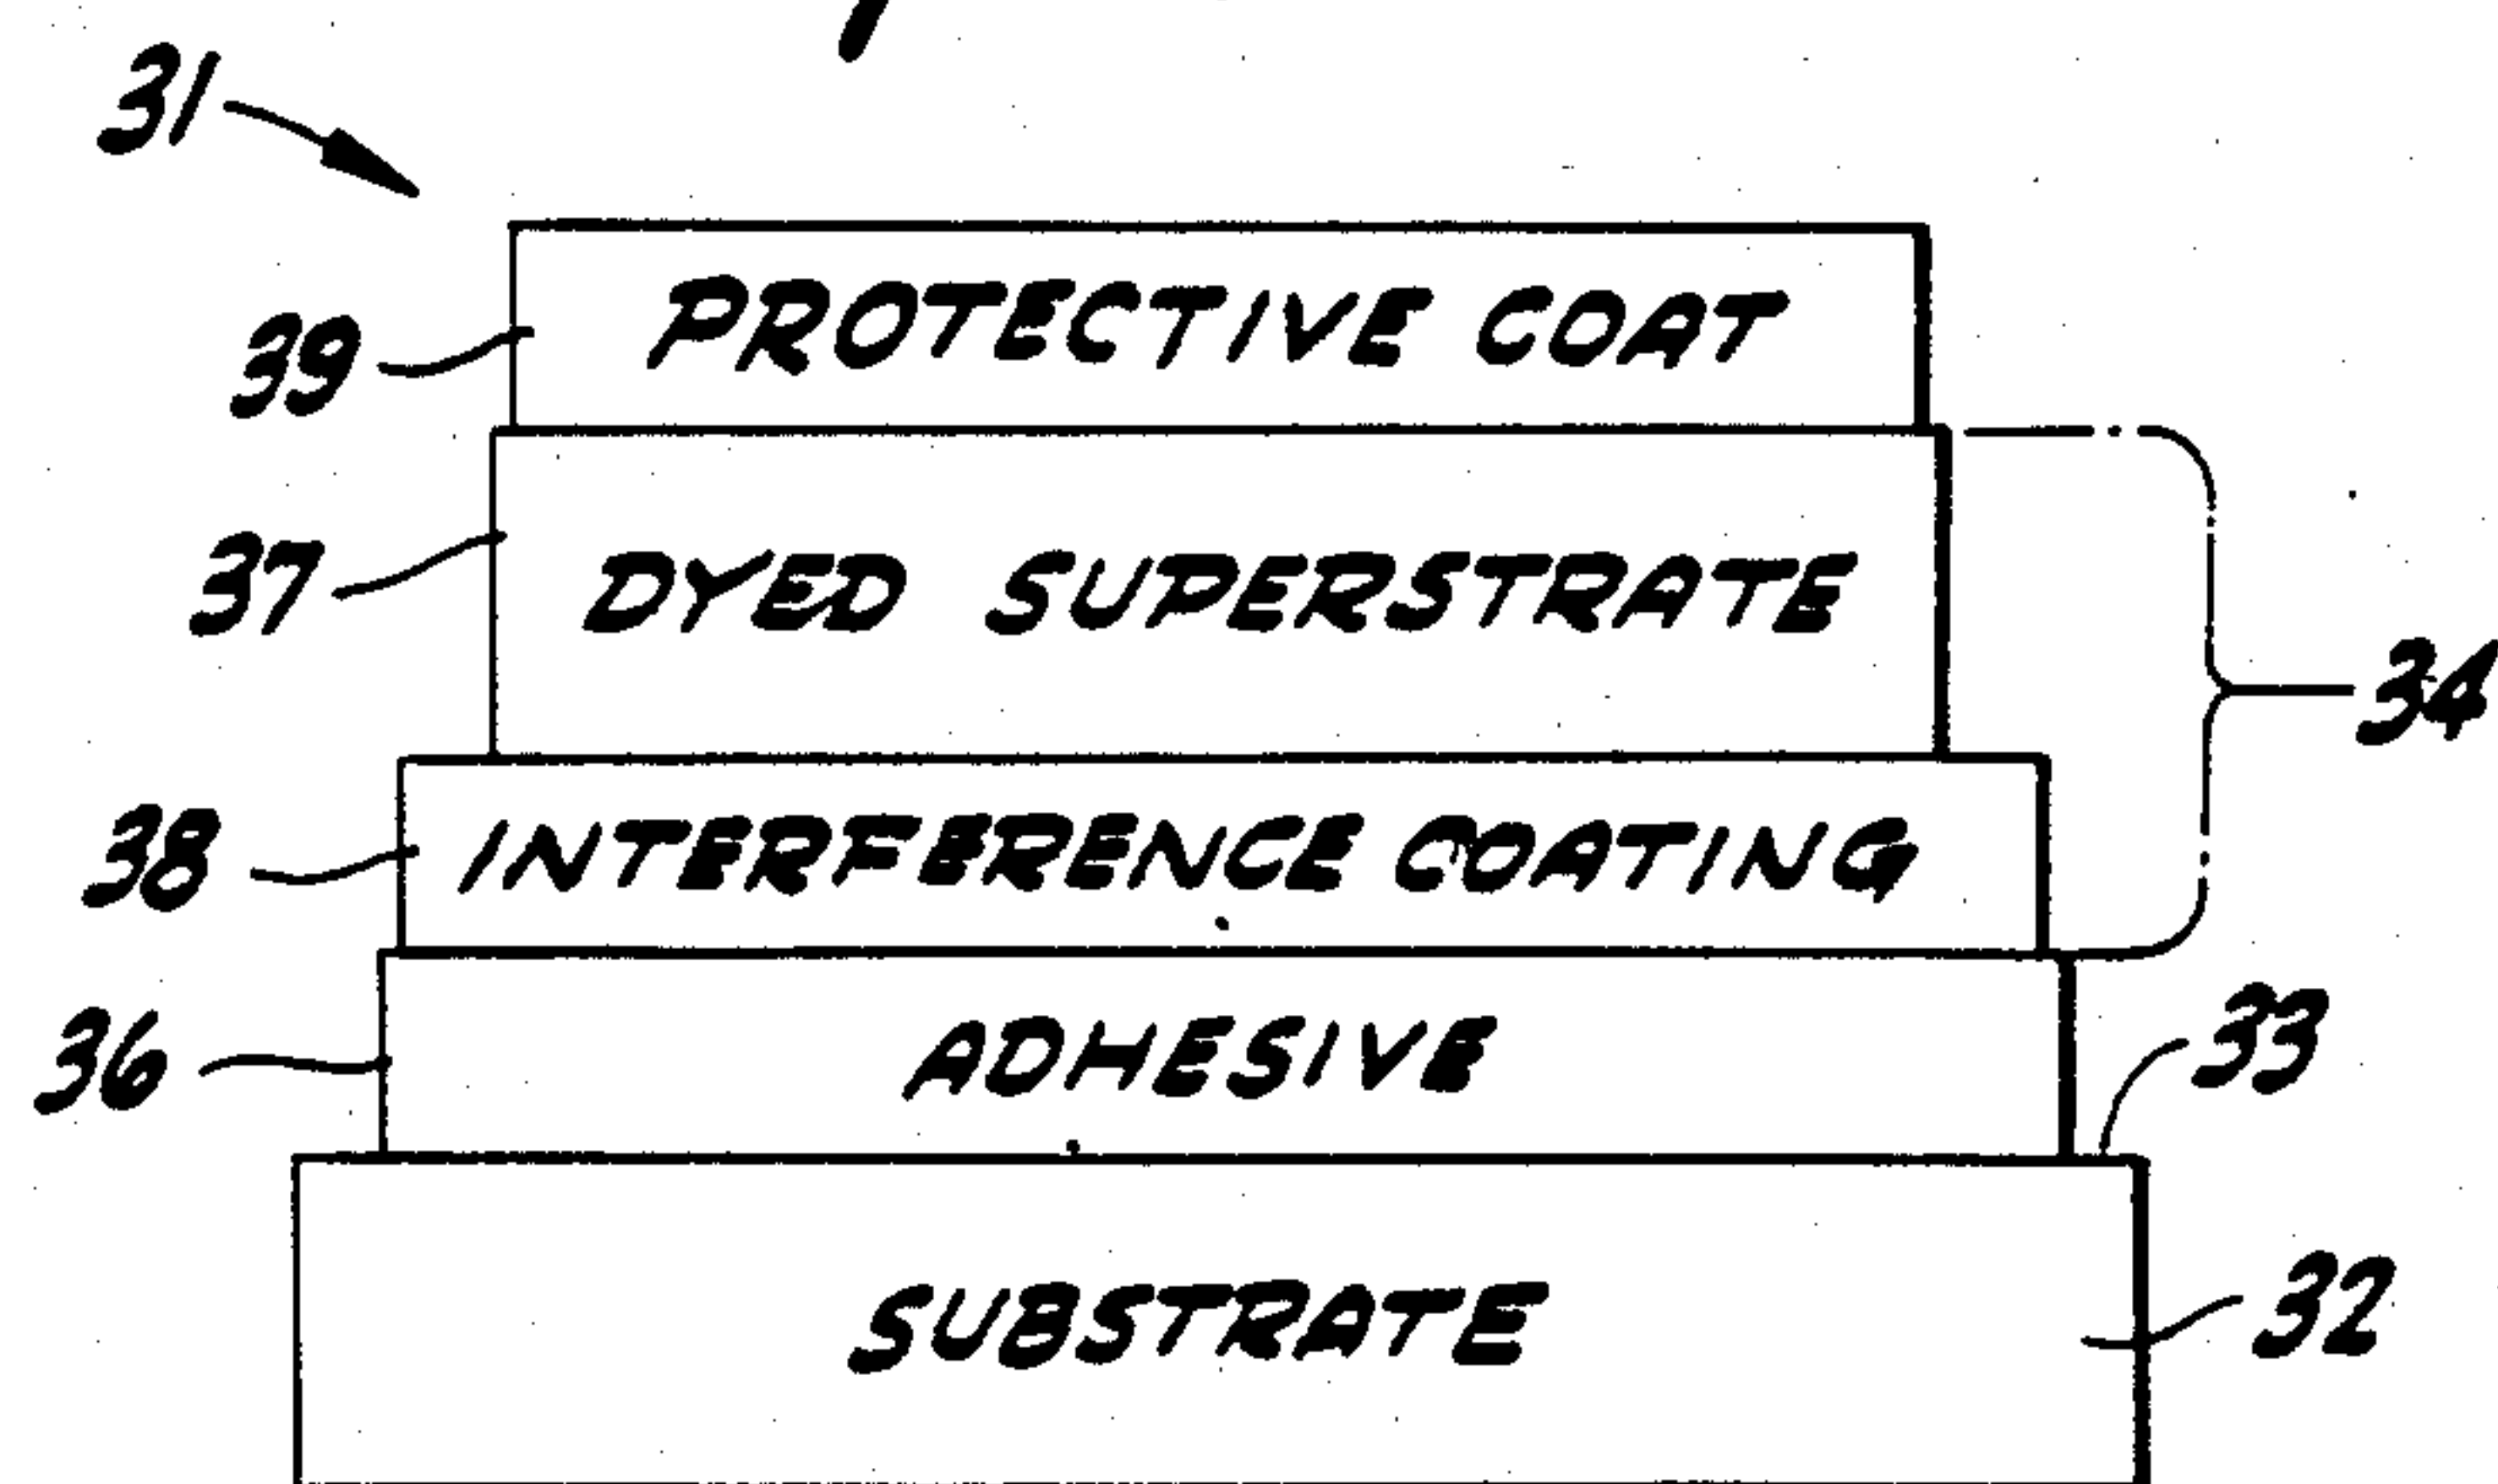 31
PROTECTIVE COAT
39
DYED SUPERSTRATE
37
34
INTERFERENCE COATING
38
ADHESIVE
36
33
SUBSTRATE
32